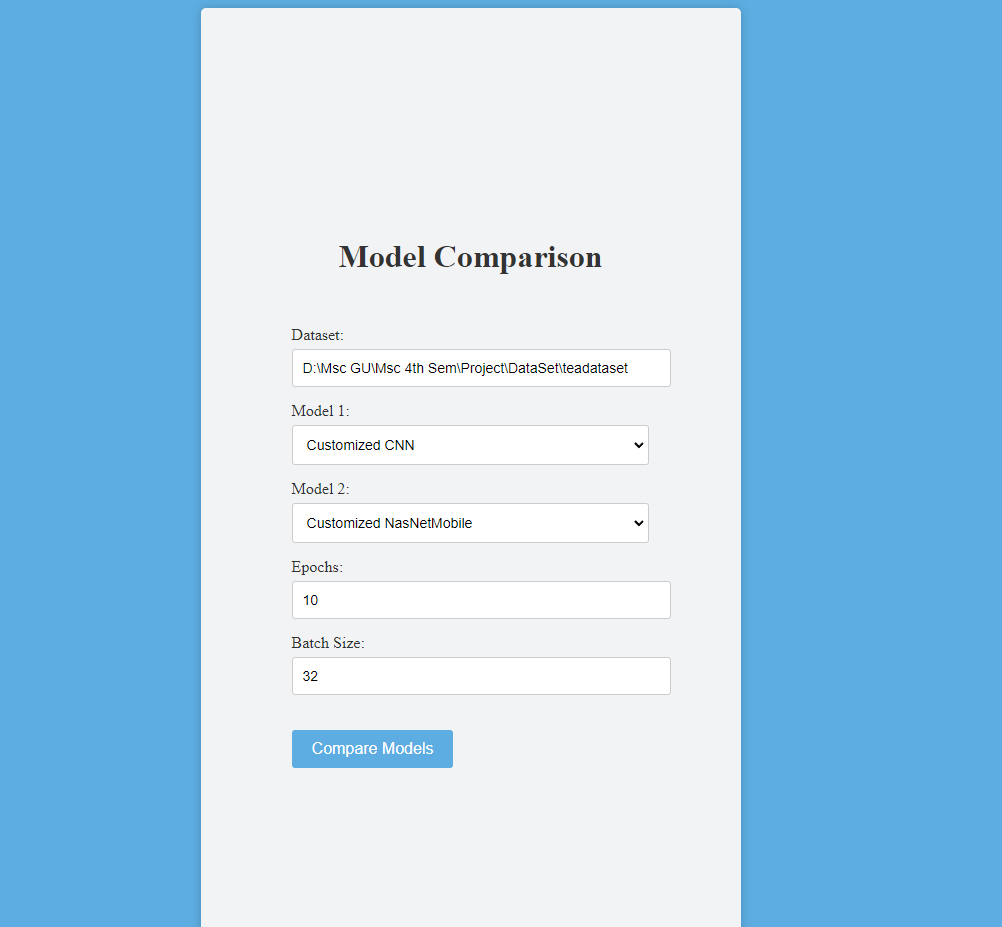 Model Comparison
Dataset:
D:\Msc GU\Msc 4th Sem\Project\DataSet\teadataset
Model 1:
Customized CNN
Model 2:
Customized NasNetMobile
Epochs:
10
Batch Size:
32
Compare Models